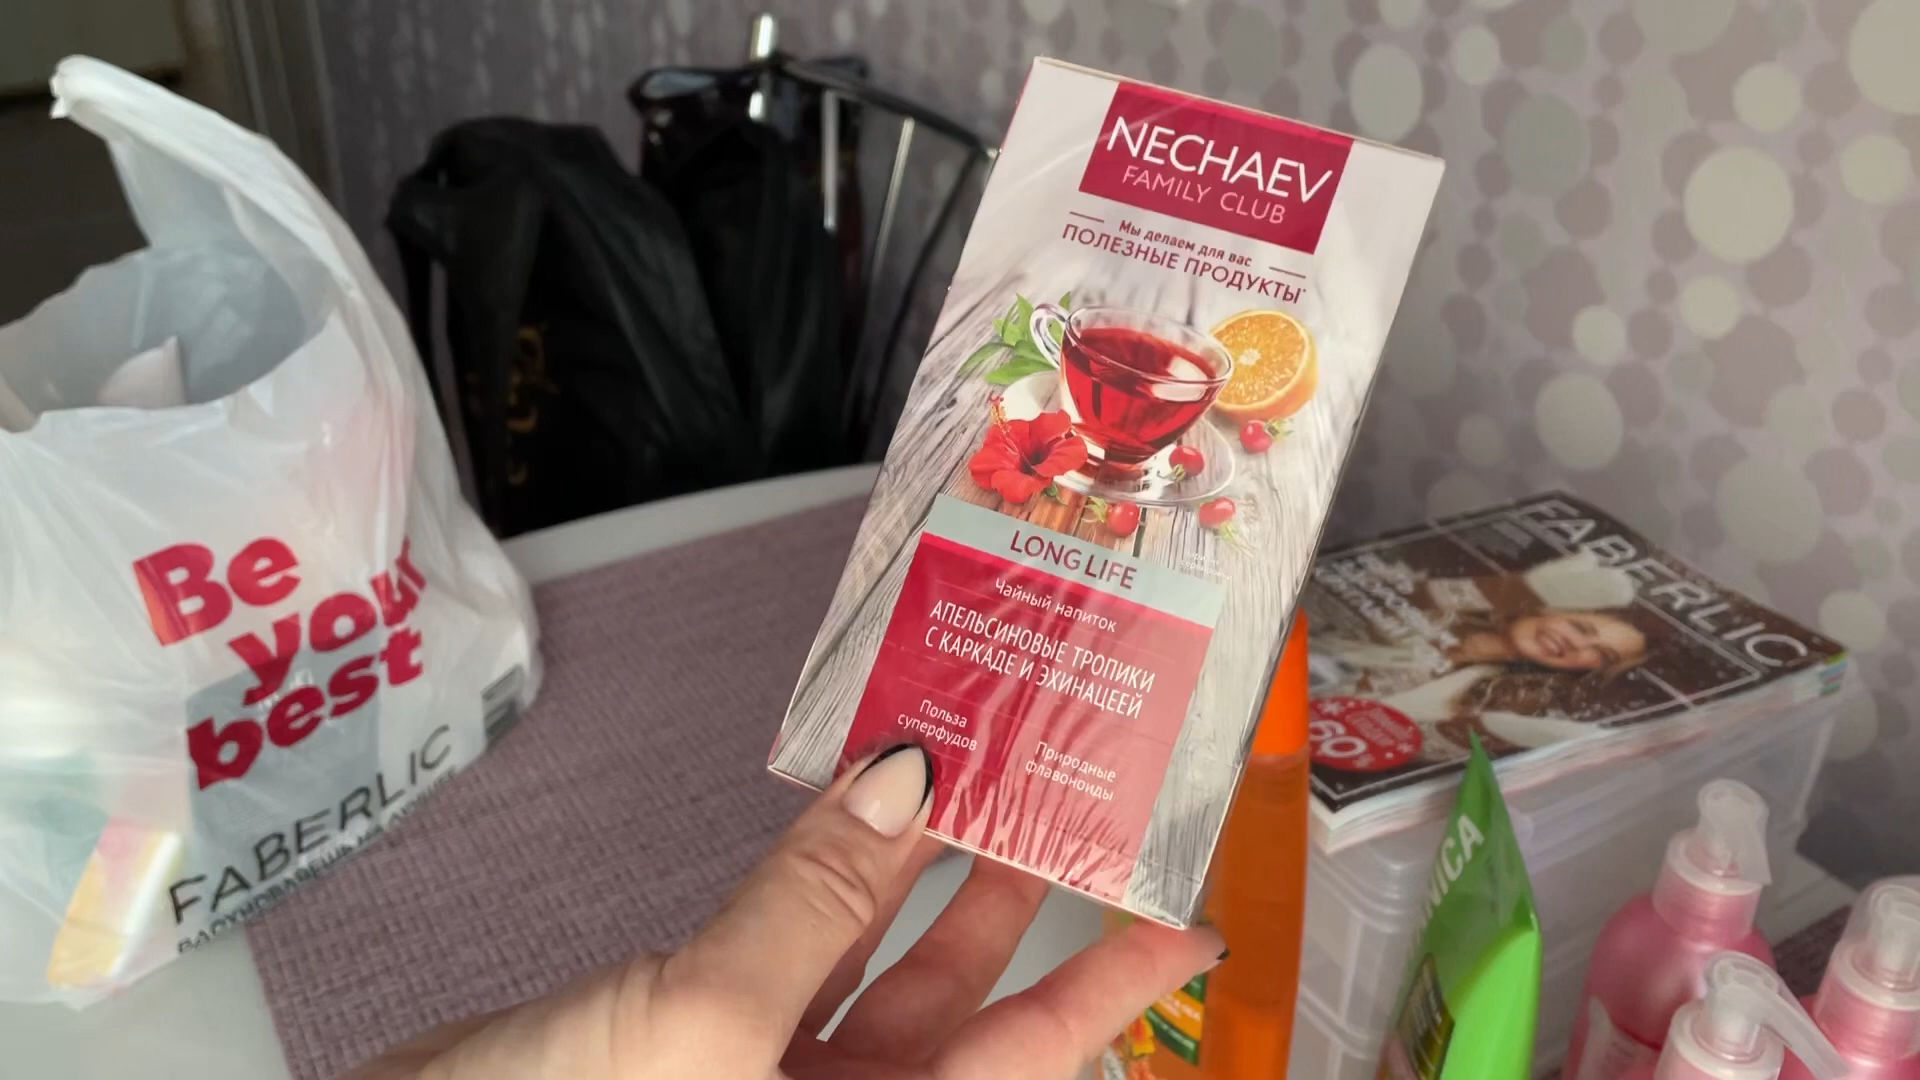 NECHAEV
FAMILY CLUB
Мы делаем для вас
ПОЛЕЗНЫЕ ПРОДУКТЫ*
LONG LIFE
Чайный напиток
АПЕЛЬСИНОВЫЕ ТРОПИКИ
С КАРКАДЕ И ЭХИНАЦЕЕЙ
Польза
суперфудов
Природные
флавоноиды
Be
your
best
FABERLIC
FABERLIC
60%